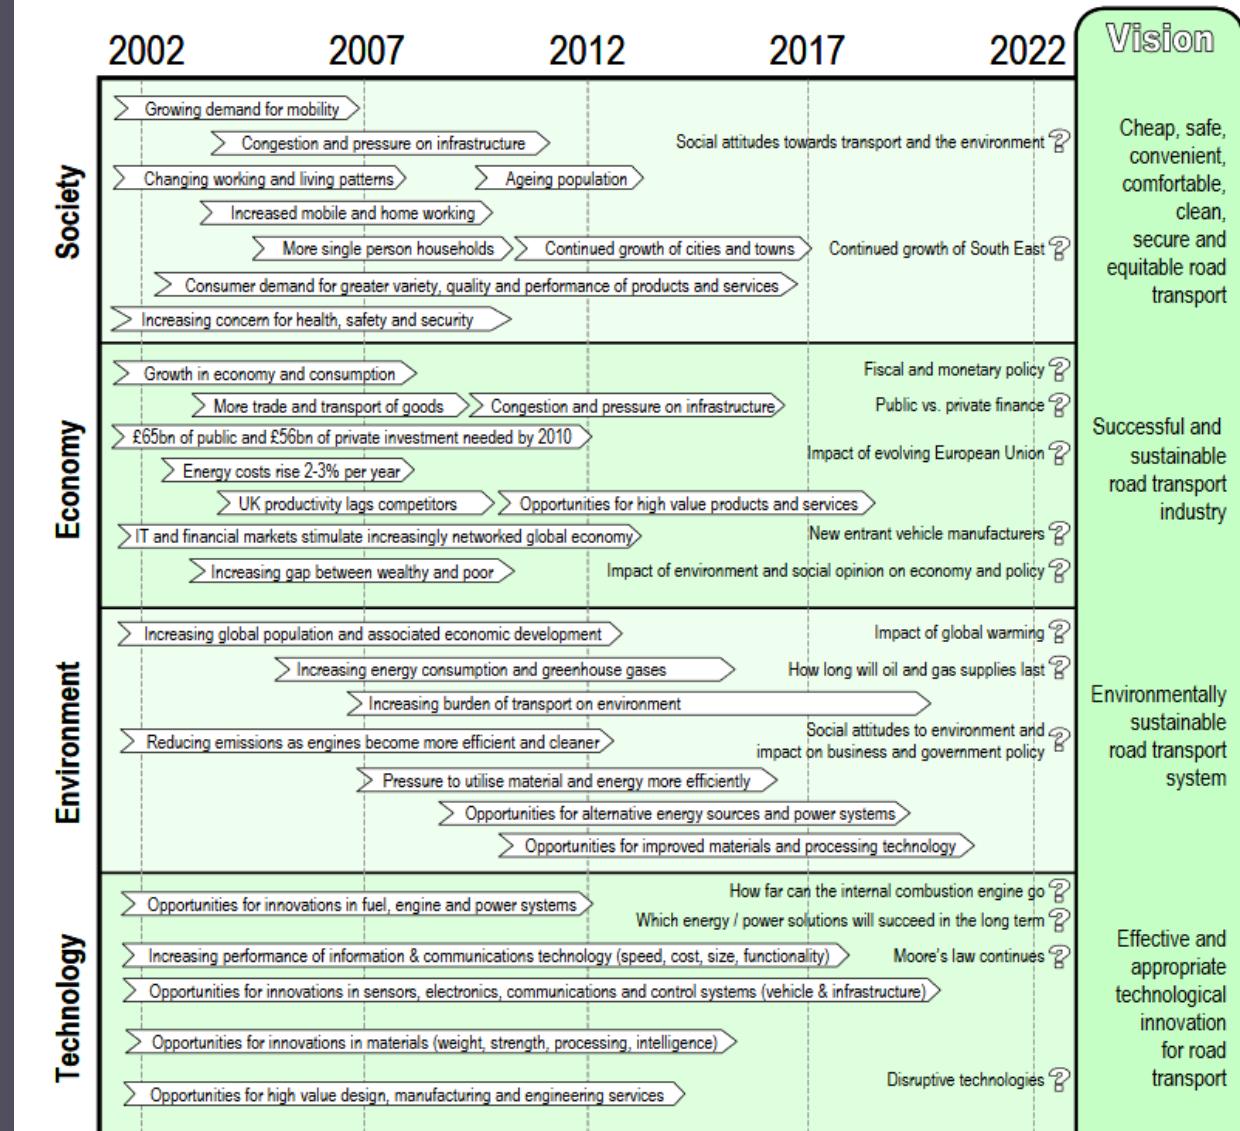 2002 2007 2012 2017 2022
Vision
Society
Growing demand for mobility
Congestion and pressure on infrastructure
Social attitudes towards transport and the environment ?
Changing working and living patterns
Ageing population
Increased mobile and home working
More single person households
Continued growth of cities and towns
Continued growth of South East ?
Consumer demand for greater variety, quality and performance of products and services
Increasing concern for health, safety and security
Cheap, safe,
convenient,
comfortable,
clean,
secure and
equitable road
transport
Economy
Growth in economy and consumption
Fiscal and monetary policy ?
More trade and transport of goods
Congestion and pressure on infrastructure
Public vs. private finance ?
£65bn of public and £56bn of private investment needed by 2010
Impact of evolving European Union ?
Energy costs rise 2-3% per year
UK productivity lags competitors
Opportunities for high value products and services
IT and financial markets stimulate increasingly networked global economy
New entrant vehicle manufacturers ?
Increasing gap between wealthy and poor
Impact of environment and social opinion on economy and policy ?
Successful and
sustainable
road transport
industry
Environment
Increasing global population and associated economic development
Impact of global warming ?
Increasing energy consumption and greenhouse gases
How long will oil and gas supplies last ?
Increasing burden of transport on environment
Reducing emissions as engines become more efficient and cleaner
Social attitudes to environment and
impact on business and government policy ?
Pressure to utilise material and energy more efficiently
Opportunities for alternative energy sources and power systems
Opportunities for improved materials and processing technology
Environmentally
sustainable
road transport
system
Technology
Opportunities for innovations in fuel, engine and power systems
How far can the internal combustion engine go ?
Which energy / power solutions will succeed in the long term ?
Increasing performance of information & communications technology (speed, cost, size, functionality)
Moore's law continues ?
Opportunities for innovations in sensors, electronics, communications and control systems (vehicle & infrastructure)
Opportunities for innovations in materials (weight, strength, processing, intelligence)
Disruptive technologies ?
Opportunities for high value design, manufacturing and engineering services
Effective and
appropriate
technological
innovation
for road
transport